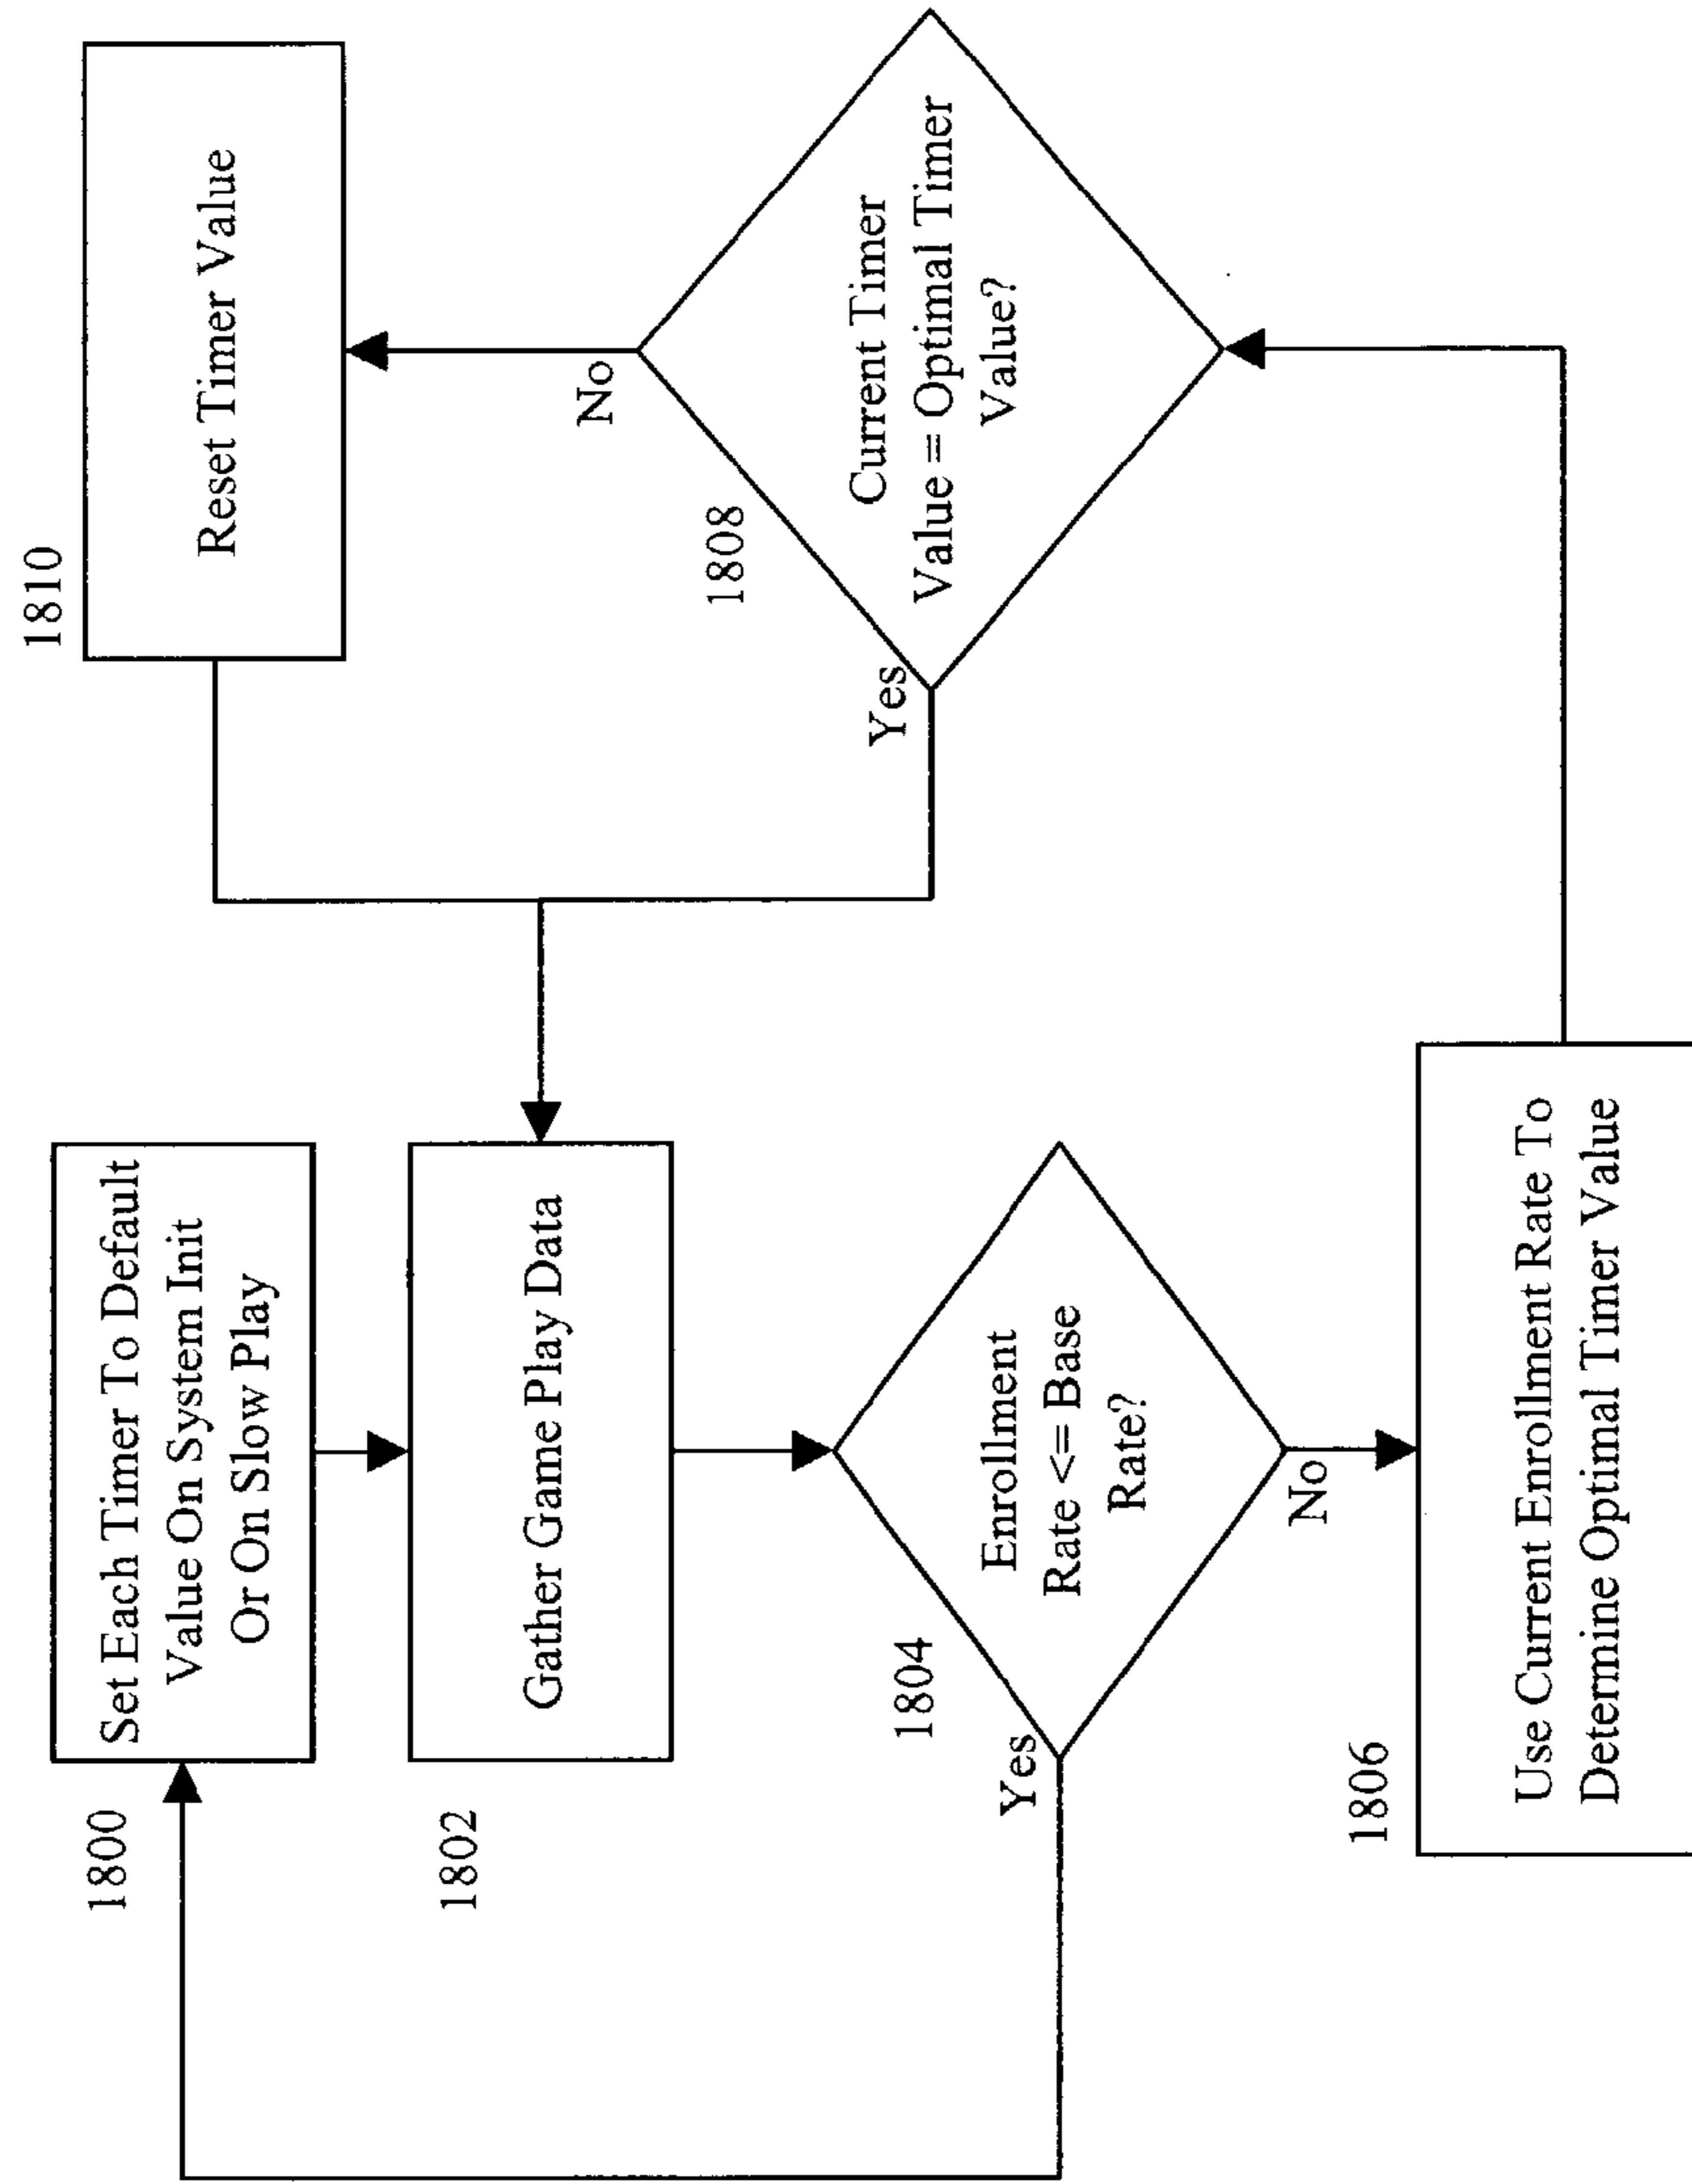 1800
Set Each Timer To Default
Value On System Init
Or On Slow Play
1802
Gather Game Play Data
1804
Enrollment
Rate <= Base
Rate?
Yes
No
1806
Use Current Enrollment Rate To
Determine Optimal Timer Value
1808
Current Timer
Value = Optimal Timer
Value?
Yes
No
1810
Reset Timer Value